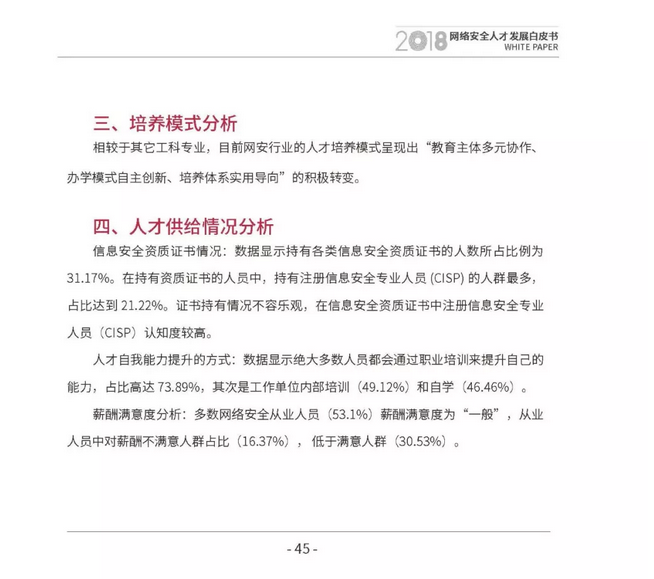 2018 网络安全人才发展白皮书
WHITE PAPER
三、培养模式分析
相较于其它工科专业，目前网安行业的人才培养模式呈现出“教育主体多元协作、
办学模式自主创新、培养体系实用导向”的积极转变。
四、人才供给情况分析
信息安全资质证书情况：数据显示持有各类信息安全资质证书的人数所占比例为
31.17%。在持有资质证书的人员中，持有注册信息安全专业人员 (CISP) 的人群最多，
占比达到 21.22%。证书持有情况不容乐观，在信息安全资质证书中注册信息安全专业
人员（CISP）认知度较高。
人才自我能力提升的方式：数据显示绝大多数人员都会通过职业培训来提升自己的
能力，占比高达 73.89%，其次是工作单位内部培训（49.12%）和自学（46.46%）。
薪酬满意度分析：多数网络安全从业人员（53.1%）薪酬满意度为“一般”，从业
人员中对薪酬不满意人群占比（16.37%），低于满意人群（30.53%）。
- 45 -